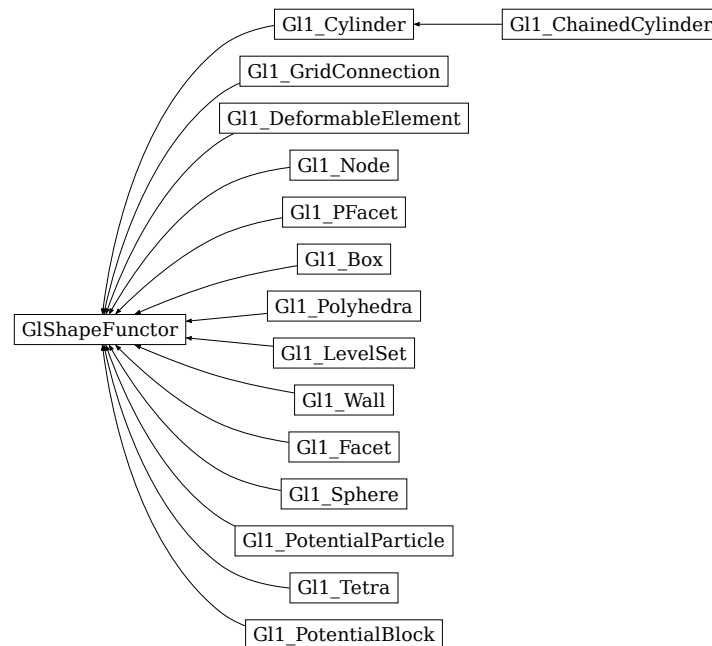 Gl1_Cylinder
Gl1_ChainedCylinder
Gl1_GridConnection
Gl1_DeformableElement
Gl1_Node
Gl1_PFacet
Gl1_Box
Gl1_Polyhedra
GlShapeFunctor
Gl1_LevelSet
Gl1_Wall
Gl1_Facet
Gl1_Sphere
Gl1_PotentialParticle
Gl1_Tetra
Gl1_PotentialBlock